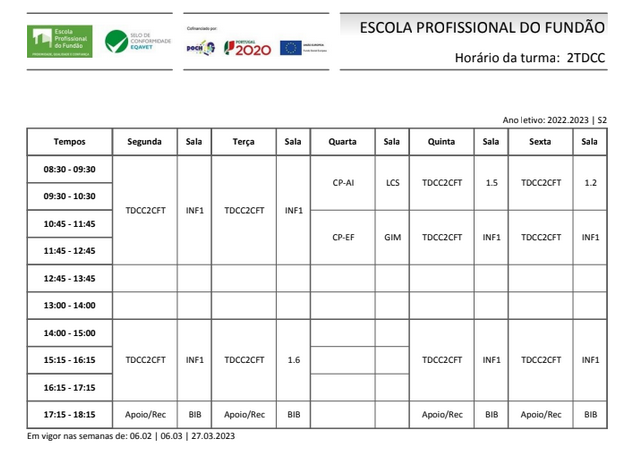 Escola
Profissional
do Fundão
SELO DE
CONFORMIDADE
EQAVET
Cofinanciado por:
poch
PORTUGAL
2020
UNIÃO EUROPEIA
Fundo Social Europeu
ESCOLA PROFISSIONAL DO FUNDÃO
Horário da turma: 2TDCC
Ano letivo: 2022.2023 | S2
Tempos Segunda Sala Terça Sala Quarta Sala Quinta Sala Sexta Sala
08:30 - 09:30
CP-AI LCS TDCC2CFT 1.5 TDCC2CFT 1.2
09:30 - 10:30
TDCC2CFT INF1 TDCC2CFT INF1
10:45 - 11:45
CP-EF GIM TDCC2CFT INF1 TDCC2CFT INF1
11:45 - 12:45
12:45 - 13:45
13:00 - 14:00
14:00 - 15:00
15:15 - 16:15 TDCC2CFT INF1 TDCC2CFT 1.6 TDCC2CFT INF1 TDCC2CFT INF1
16:15 - 17:15
17:15 - 18:15 Apoio/Rec BIB Apoio/Rec BIB Apoio/Rec BIB Apoio/Rec BIB
Em vigor nas semanas de: 06.02 | 06.03 | 27.03.2023